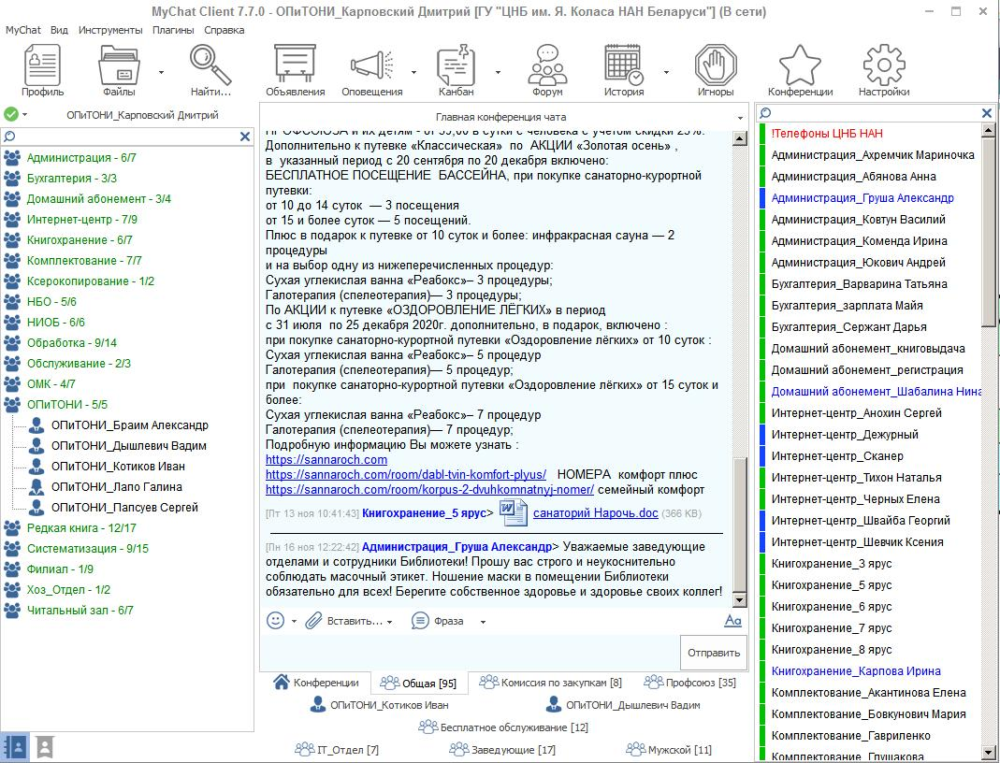 MyChat Client 7.7.0 - ОПиТОНИ_Карповский Дмитрий [ГУ "ЦНБ им. Я. Коласа НАН Беларуси"] (В сети)
MyChat Вид Инструменты Плагины Справка
Профиль Файлы Найти... Объявления Оповещения Канбан Форум История Игноры Конференции Настройки
ОПиТОНИ_Карповский Дмитрий
Администрация - 6/7
Бухгалтерия - 3/3
Домашний абонемент - 3/4
Интернет-центр - 7/9
Книгохранение - 6/7
Комплектование - 7/7
Ксерокопирование - 1/2
НБО - 5/6
НИОБ - 6/6
Обработка - 9/14
Обслуживание - 2/3
ОМК - 4/7
ОПиТОНИ - 5/5
ОПиТОНИ_Браим Александр
ОПиТОНИ_Дышлевич Вадим
ОПиТОНИ_Котиков Иван
ОПиТОНИ_Лапо Галина
ОПиТОНИ_Папсуев Сергей
Редкая книга - 12/17
Систематизация - 9/15
Филиал - 1/9
Хоз_Отдел - 1/2
Читальный зал - 6/7
Главная конференция чата
ПРОФСОЮЗА и их детям - от 59,00 в сутки с человека с учетом скидки 25%.
Дополнительно к путевке «Классическая» по АКЦИИ «Золотая осень» ,
в указанный период с 20 сентября по 20 декабря включено:
БЕСПЛАТНОЕ ПОСЕЩЕНИЕ БАССЕЙНА, при покупке санаторно-курортной
путевки:
от 10 до 14 суток — 3 посещения
от 15 и более суток — 5 посещений.
Плюс в подарок к путевке от 10 суток и более: инфракрасная сауна — 2
процедуры
и на выбор одну из нижеперечисленных процедур:
Сухая углекислая ванна «Реабокс»– 3 процедуры;
Галотерапия (спелеотерапия)— 3 процедуры;
По АКЦИИ к путевке «ОЗДОРОВЛЕНИЕ ЛЁГКИХ» в период
с 31 июля по 25 декабря 2020г. дополнительно, в подарок, включено :
при покупке санаторно-курортной путевки «Оздоровление лёгких» от 10 суток :
Сухая углекислая ванна «Реабокс»– 5 процедур
Галотерапия (спелеотерапия)— 5 процедур;
при покупке санаторно-курортной путевки «Оздоровление лёгких» от 15 суток и
более:
Сухая углекислая ванна «Реабокс»– 7 процедур
Галотерапия (спелеотерапия)— 7 процедур;
Подробную информацию Вы можете узнать :
https://sannaroch.com
https://sannaroch.com/room/dabl-tvin-komfort-plyus/ НОМЕРА комфорт плюс
https://sannaroch.com/room/korpus-2-dvuhkomnatnyj-nomer/ семейный комфорт
[Пт 13 ноя 10:41:43] Книгохранение_5 ярус> санаторий Нарочь.doc (366 KB)
[Пн 16 ноя 12:22:42] Администрация_Груша Александр> Уважаемые заведующие
отделами и сотрудники Библиотеки! Прошу вас строго и неукоснительно
соблюдать масочный этикет. Ношение маски в помещении Библиотеки
обязательно для всех! Берегите собственное здоровье и здоровье своих коллег!
Вставить... Фраза Aa
Отправить
Конференции Общая [95] Комиссия по закупкам [8] Профсоюз [35]
ОПиТОНИ_Котиков Иван ОПиТОНИ_Дышлевич Вадим
Бесплатное обслуживание [12]
IT_Отдел [7] Заведующие [17] Мужской [11]
!Телефоны ЦНБ НАН
Администрация_Ахремчик Мариночка
Администрация_Абянова Анна
Администрация_Груша Александр
Администрация_Ковтун Василий
Администрация_Коменда Ирина
Администрация_Юкович Андрей
Бухгалтерия_Варварина Татьяна
Бухгалтерия_зарплата Майя
Бухгалтерия_Сержант Дарья
Домашний абонемент_книговыдача
Домашний абонемент_регистрация
Домашний абонемент_Шабалина Нина
Интернет-центр_Анохин Сергей
Интернет-центр_Дежурный
Интернет-центр_Сканер
Интернет-центр_Тихон Наталья
Интернет-центр_Черных Елена
Интернет-центр_Швайба Георгий
Интернет-центр_Шевчик Ксения
Книгохранение_3 ярус
Книгохранение_5 ярус
Книгохранение_6 ярус
Книгохранение_7 ярус
Книгохранение_8 ярус
Книгохранение_Карпова Ирина
Комплектование_Акантинова Елена
Комплектование_Бовкунович Мария
Комплектование_Гавриленко
Комплектование_Глушакова